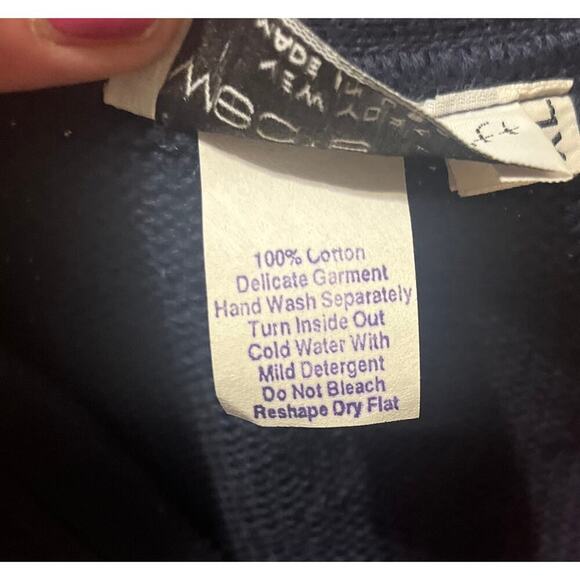 XL
100% Cotton
Delicate Garment
Hand Wash Separately
Turn Inside Out
Cold Water With
Mild Detergent
Do Not Bleach
Reshape Dry Flat